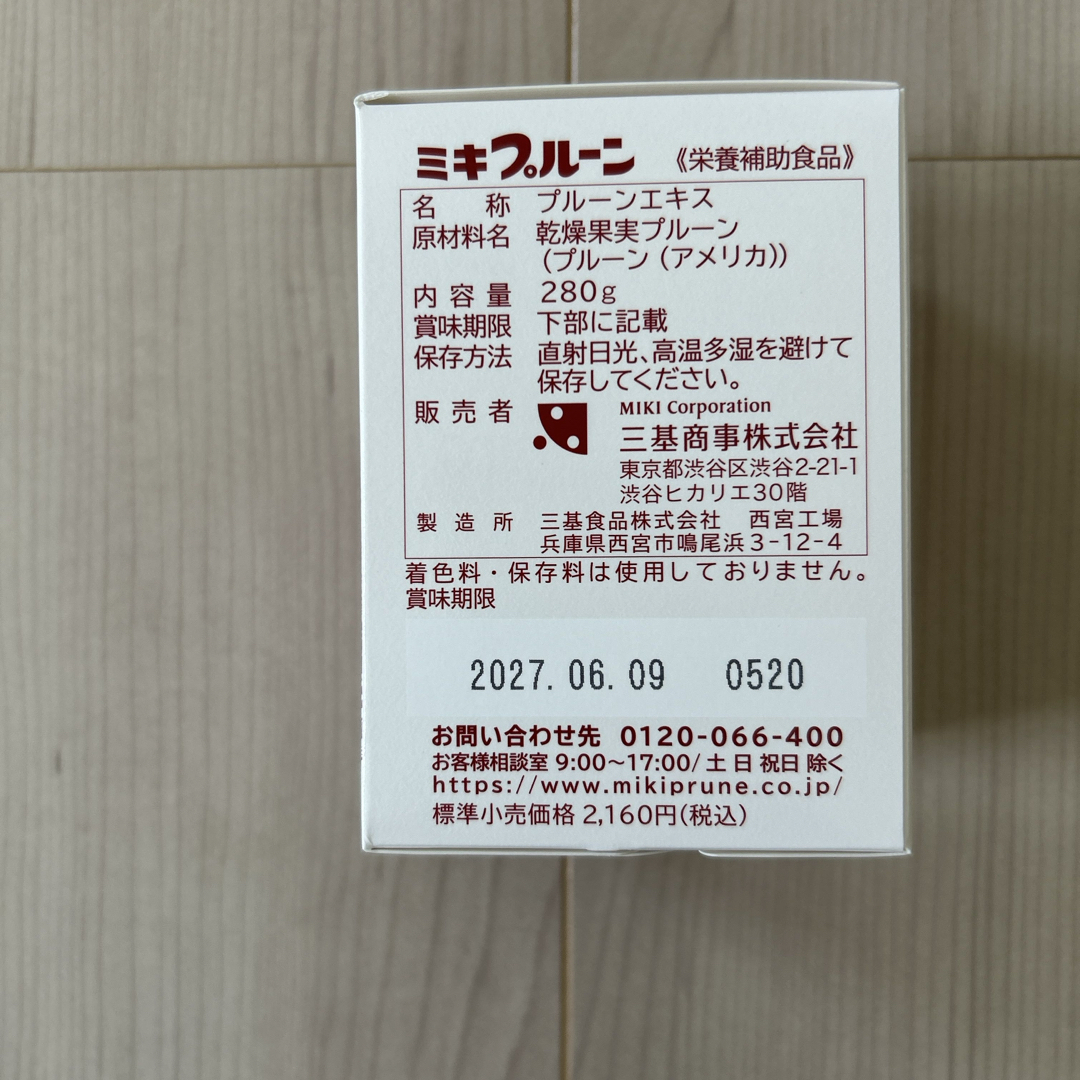 ミキプルーン 《栄養補助食品》
名称 プルーンエキス
原材料名 乾燥果実プルーン
(プルーン(アメリカ))
内容量 280g
賞味期限 下部に記載
保存方法 直射日光、高温多湿を避けて
保存してください。
販売者 MIKI Corporation
三基商事株式会社
東京都渋谷区渋谷2-21-1
渋谷ヒカリエ30階
製造所 三基食品株式会社 西宮工場
兵庫県西宮市鳴尾浜3-12-4
着色料・保存料は使用しておりません。
賞味期限
2027.06.09 0520
お問い合わせ先 0120-066-400
お客様相談室 9:00〜17:00/土 日 祝日 除く
https://www.mikiprune.co.jp/
標準小売価格 2,160円(税込)